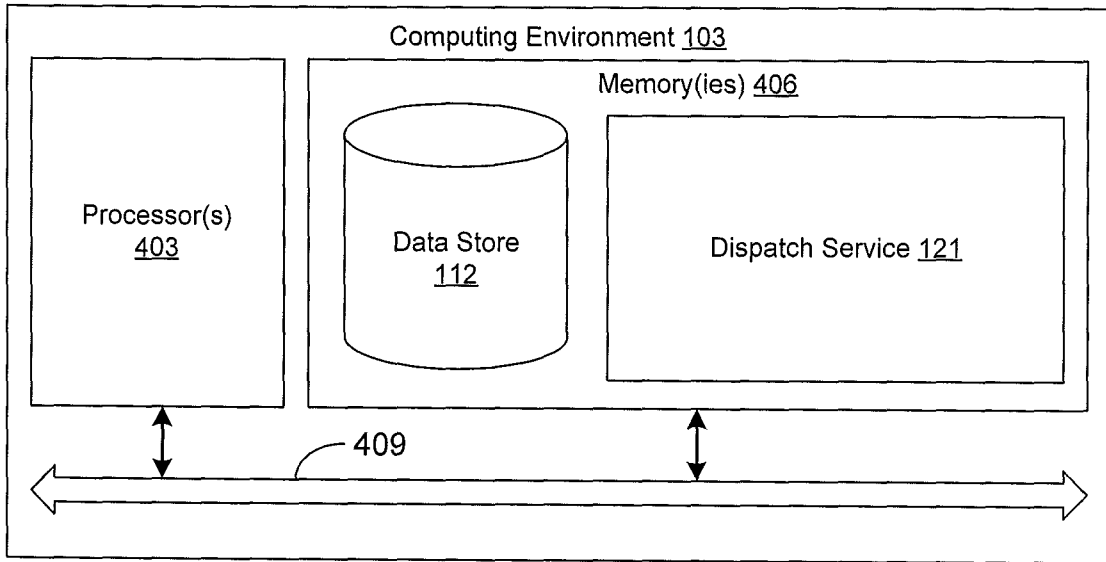 Computing Environment 103
Memory(ies) 406
Processor(s)
403
Data Store
112
Dispatch Service 121
409